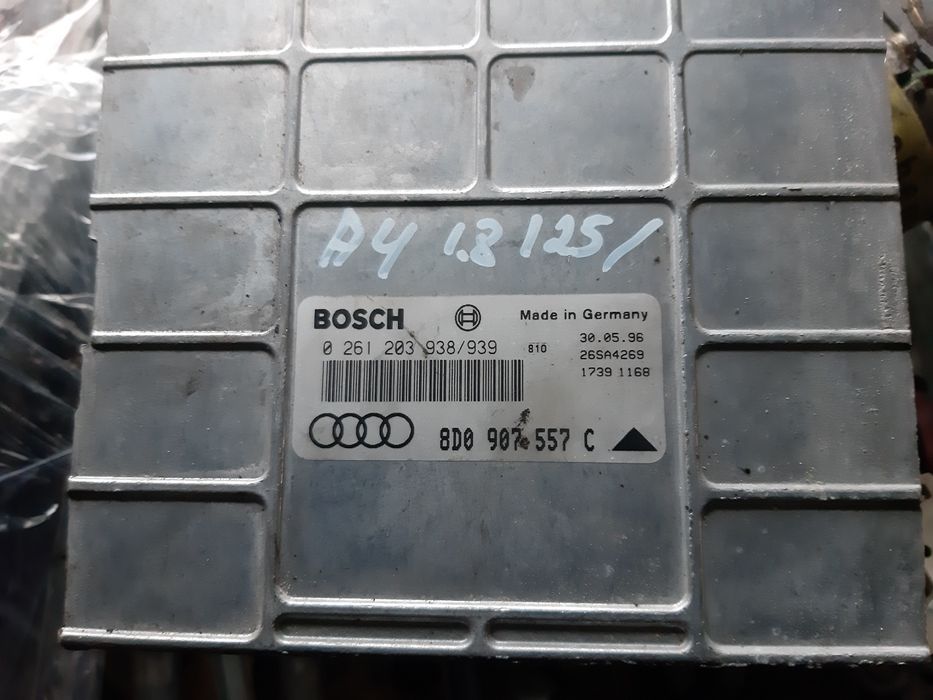 A4 1.8 125/
BOSCH Made in Germany
0 261 203 938/939 810 30.05.96
26SA4269
1739 1168
8D0 907 557 C